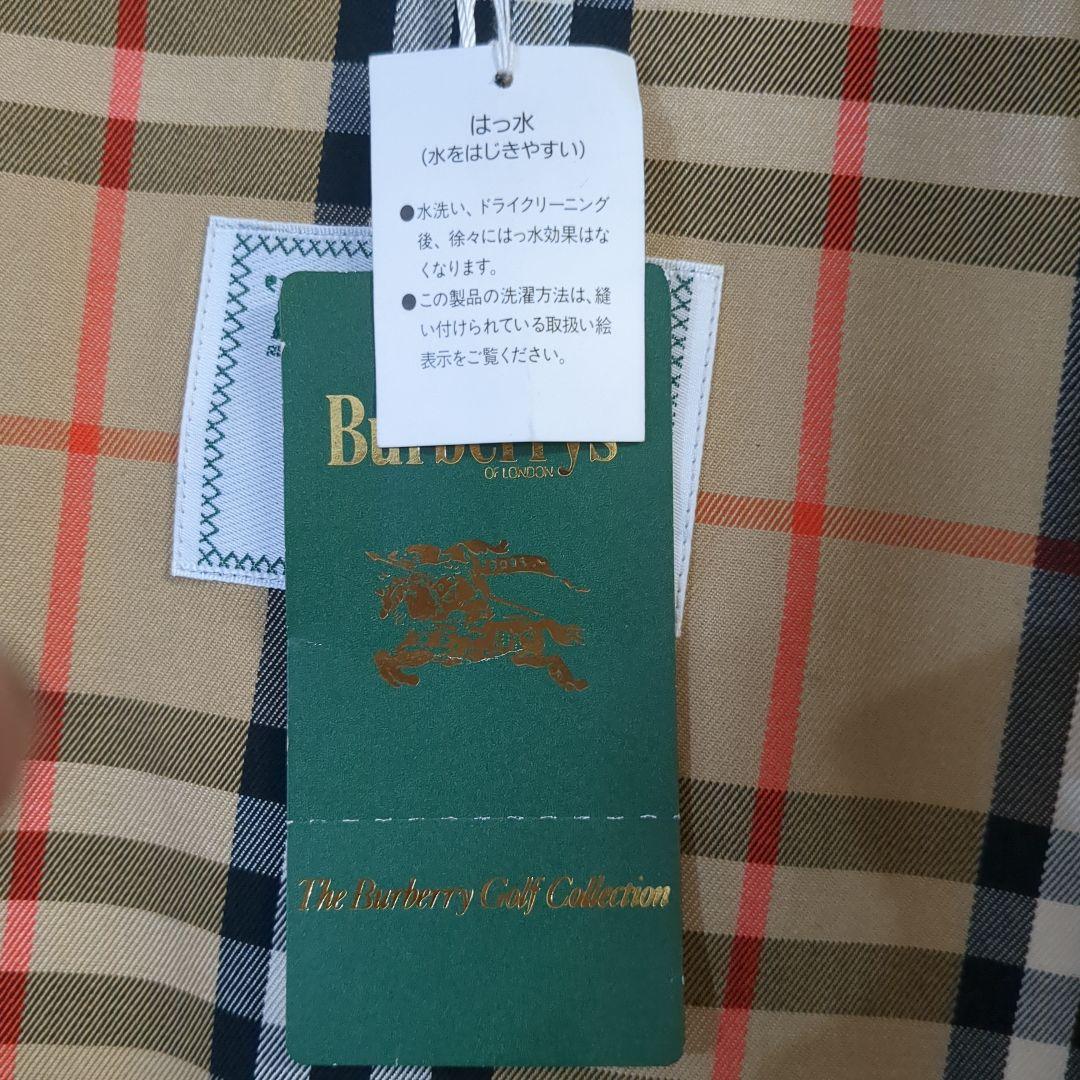 はっ水
(水をはじきやすい)
●水洗い、ドライクリーニング
後、徐々にはっ水効果はな
くなります。
●この製品の洗濯方法は、縫
い付けられている取扱い絵
表示をご覧ください。
Burberrys
OF LONDON
The Burberry Golf Collection